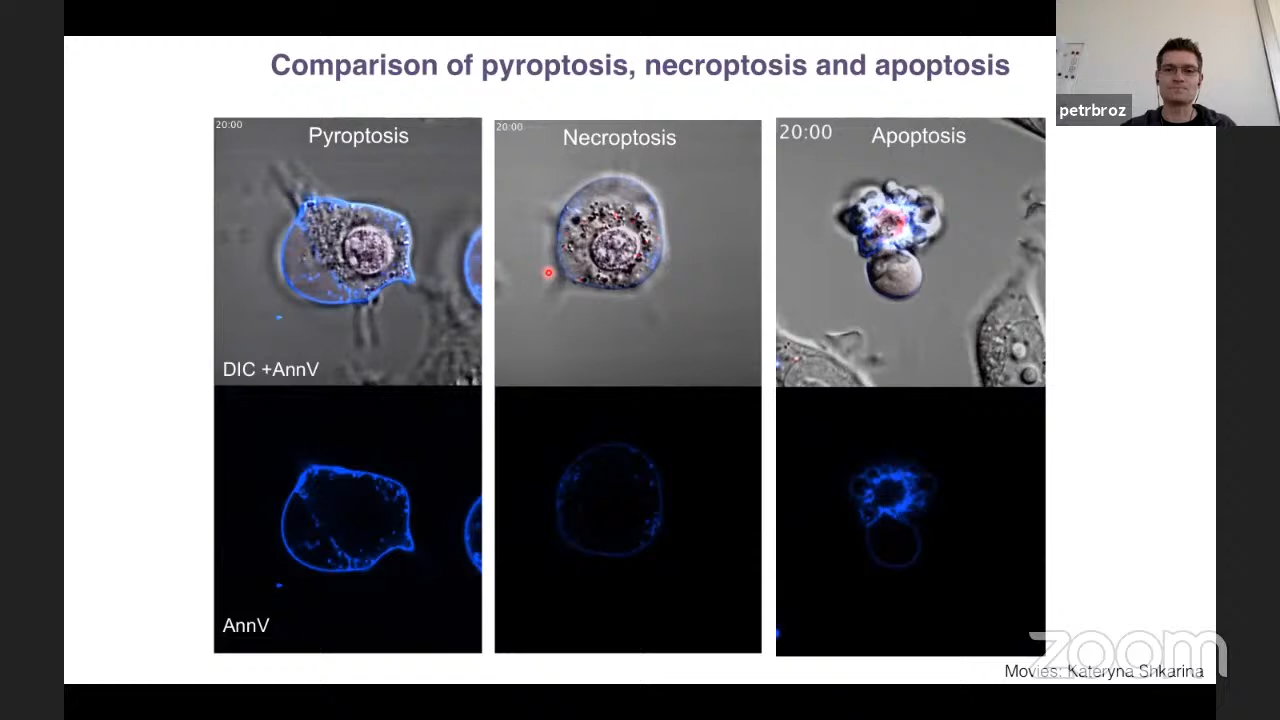 Comparison of pyroptosis, necroptosis and apoptosis
petrbroz
20:00
Pyroptosis
20:00
Necroptosis
20:00
Apoptosis
DIC +AnnV
AnnV
zoom
Movies: Kateryna Shkarina